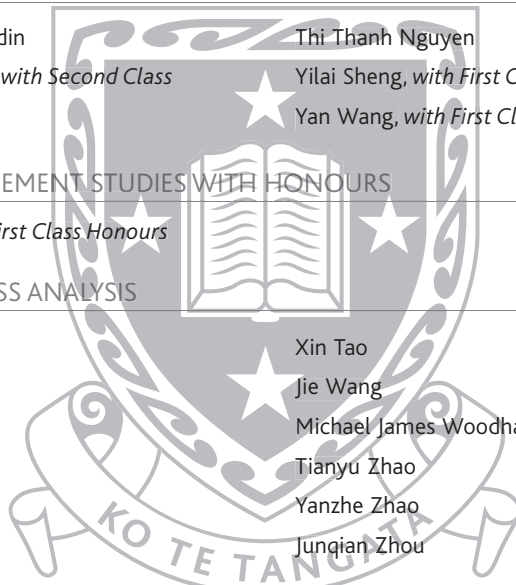 din
Thi Thanh Nguyen
with Second Class
Yilai Sheng, with First C
Yan Wang, with First Cl
EMENT STUDIES WITH HONOURS
irst Class Honours
SS ANALYSIS
Xin Tao
Jie Wang
Michael James Woodha
Tianyu Zhao
Yanzhe Zhao
Junqian Zhou
KO TE TANGATA